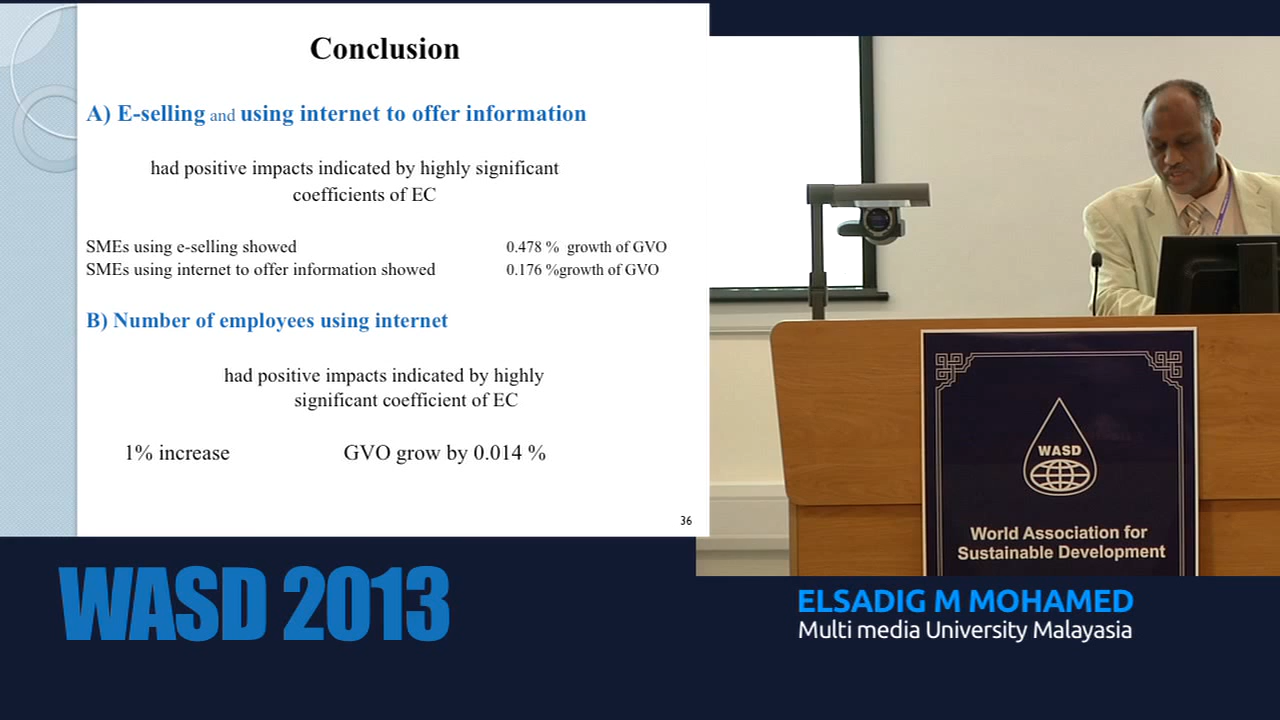 Conclusion
A) E-selling and using internet to offer information
had positive impacts indicated by highly significant
coefficients of EC
SMEs using e-selling showed 0.478 % growth of GVO
SMEs using internet to offer information showed 0.176 %growth of GVO
B) Number of employees using internet
had positive impacts indicated by highly
significant coefficient of EC
1% increase GVO grow by 0.014 %
36
WASD
World Association for
Sustainable Development
WASD 2013
ELSADIG M MOHAMED
Multi media University Malayasia